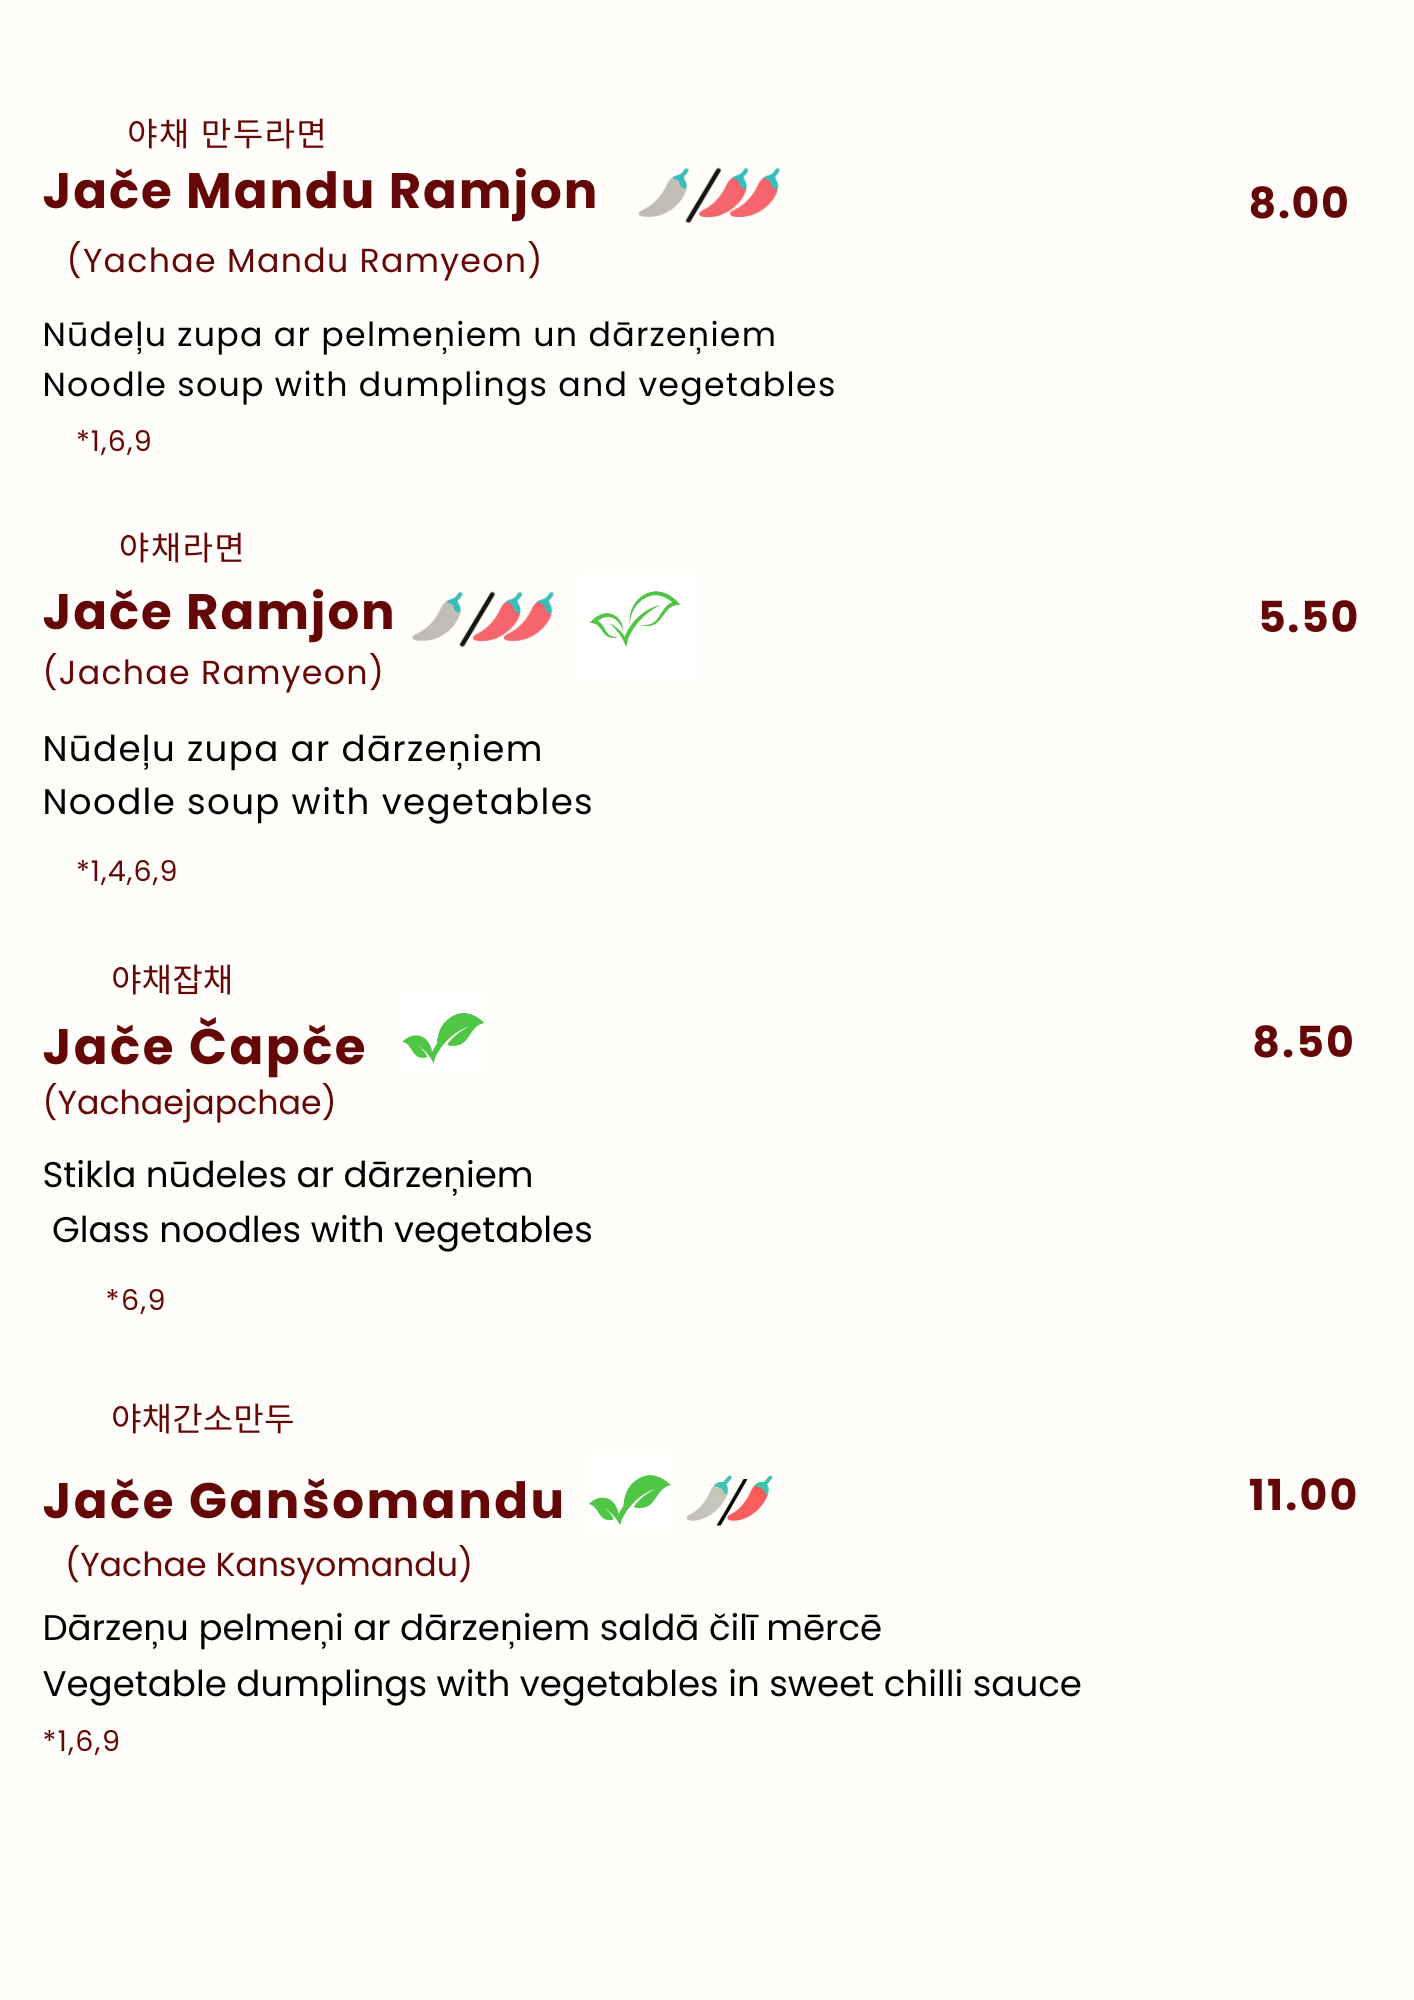 야채 만두라면
Jače Mandu Ramjon
8.00
(Yachae Mandu Ramyeon)
Nūdeļu zupa ar pelmeņiem un dārzeņiem
Noodle soup with dumplings and vegetables
*1,6,9
야채라면
Jače Ramjon
5.50
(Jachae Ramyeon)
Nūdeļu zupa ar dārzeņiem
Noodle soup with vegetables
*1,4,6,9
야채잡채
Jače Čapče
8.50
(Yachaejapchae)
Stikla nūdeles ar dārzeņiem
Glass noodles with vegetables
*6,9
야채간소만두
Jače Ganšomandu
11.00
(Yachae Kansyomandu)
Dārzeņu pelmeņi ar dārzeņiem saldā čilī mērcē
Vegetable dumplings with vegetables in sweet chilli sauce
*1,6,9